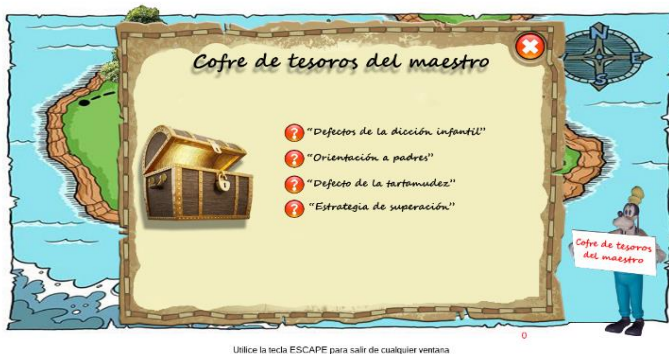 Cofre de tesoros del maestro
N
E
S
"Defectos de la dicción infantil"
"Orientación a padres"
"Defecto de la tartamudez"
"Estrategia de superación"
Cofre de tesoros
del maestro
0
Utilice la tecla ESCAPE para salir de cualquier ventana